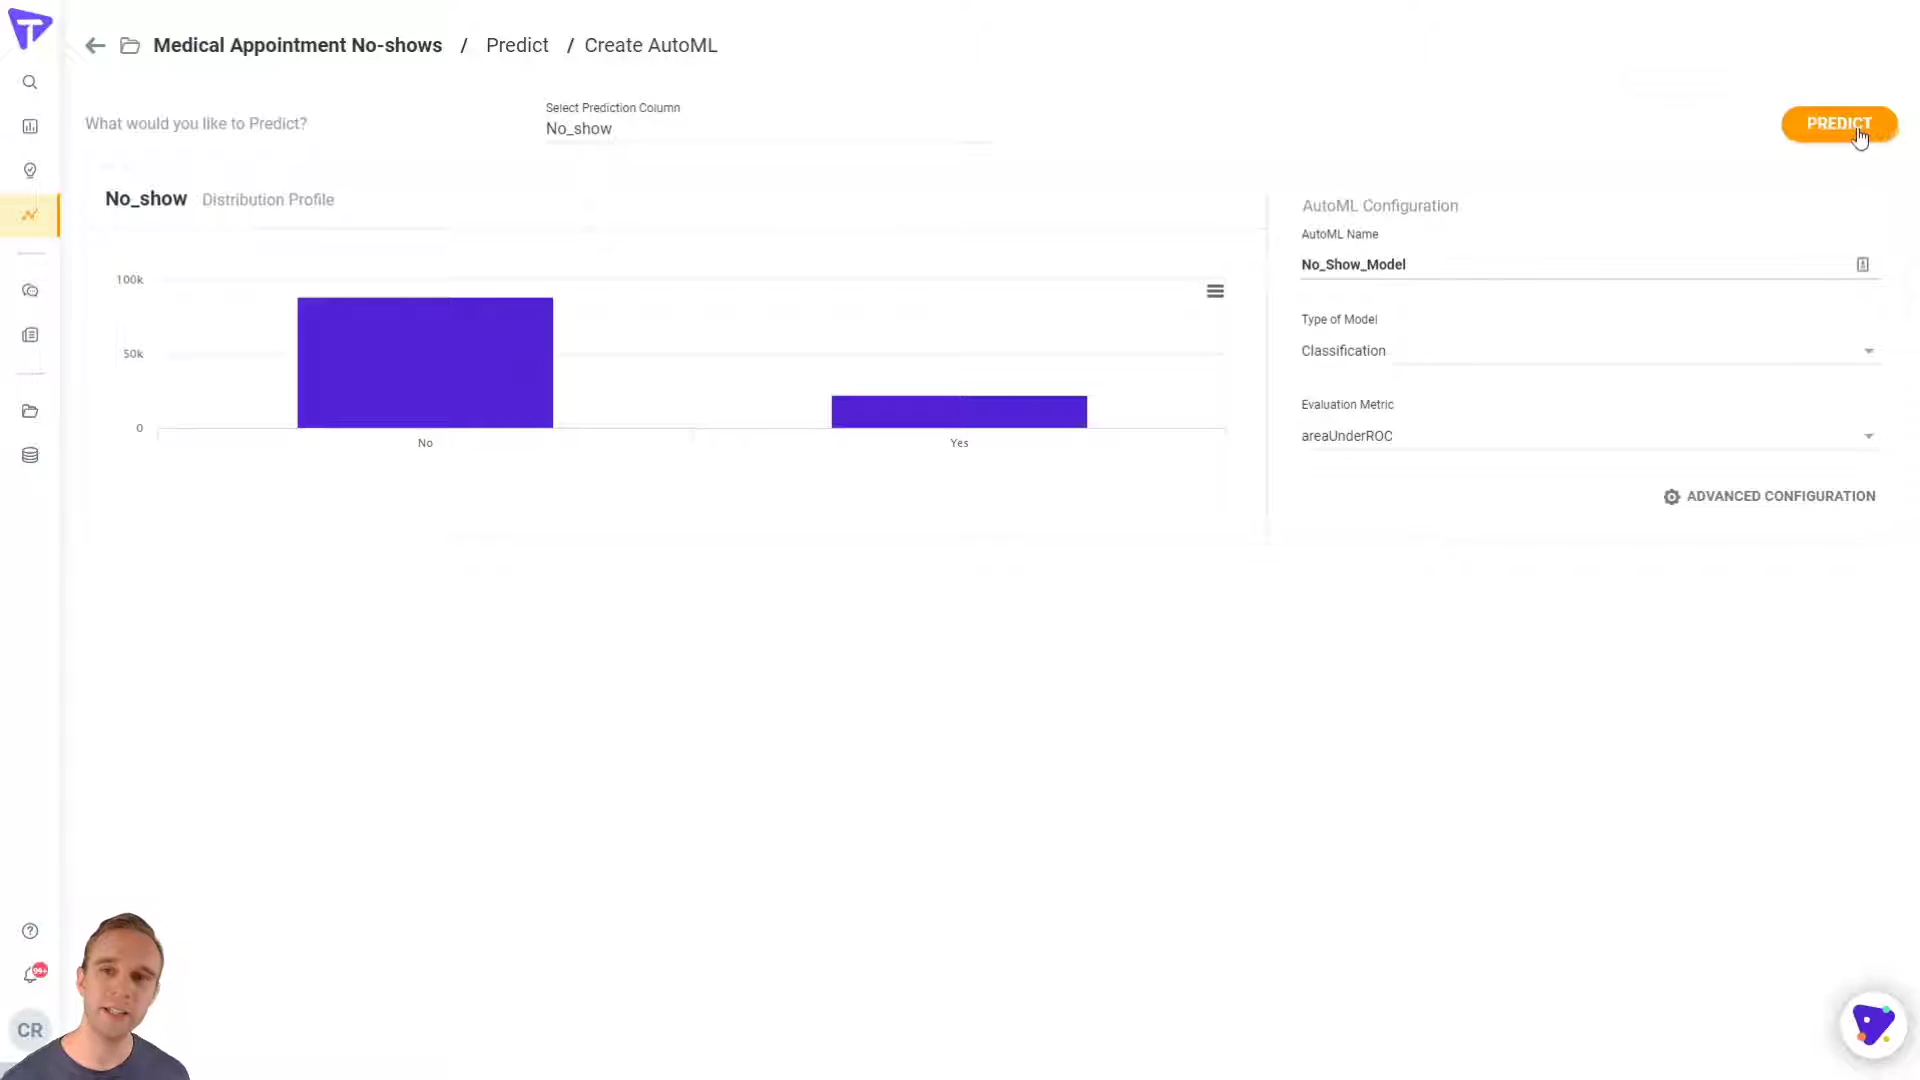 Medical Appointment No-shows / Predict / Create AutoML
What would you like to Predict?
Select Prediction Column
No_show
PREDICT
No_show Distribution Profile
100k
50k
0
No
Yes
AutoML Configuration
AutoML Name
No_Show_Model
Type of Model
Classification
Evaluation Metric
areaUnderROC
ADVANCED CONFIGURATION
99+
CR